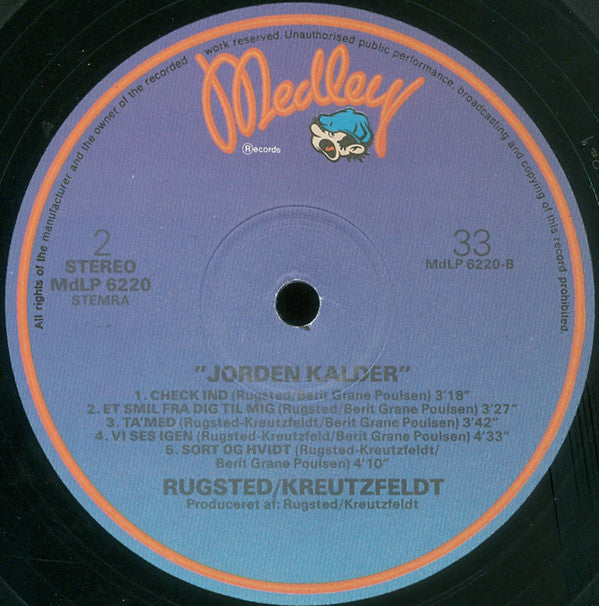 All rights of the manufacturer and the owner of the recorded work reserved. Unauthorised public performance, broadcasting and copying of this record prohibited.
Medley
Ⓡecords
2
STEREO
MdLP 6220
STEMRA
33
MdLP 6220-B
"JORDEN KALDER"
1. CHECK IND (Rugsted/Berit Grane Poulsen) 3'18"
2. ET SMIL FRA DIG TIL MIG (Rugsted/Berit Grane Poulsen) 3'27"
3. TA'MED (Rugsted-Kreutzfeldt/Berit Grane Poulsen) 3'42"
4. VI SES IGEN (Rugsted-Kreutzfeld/Berit Grane Poulsen) 4'33"
5. SORT OG HVIDT (Rugsted-Kreutzfeldt/
Berit Grane Poulsen) 4'10"
RUGSTED/KREUTZFELDT
Produceret af: Rugsted/Kreutzfeldt